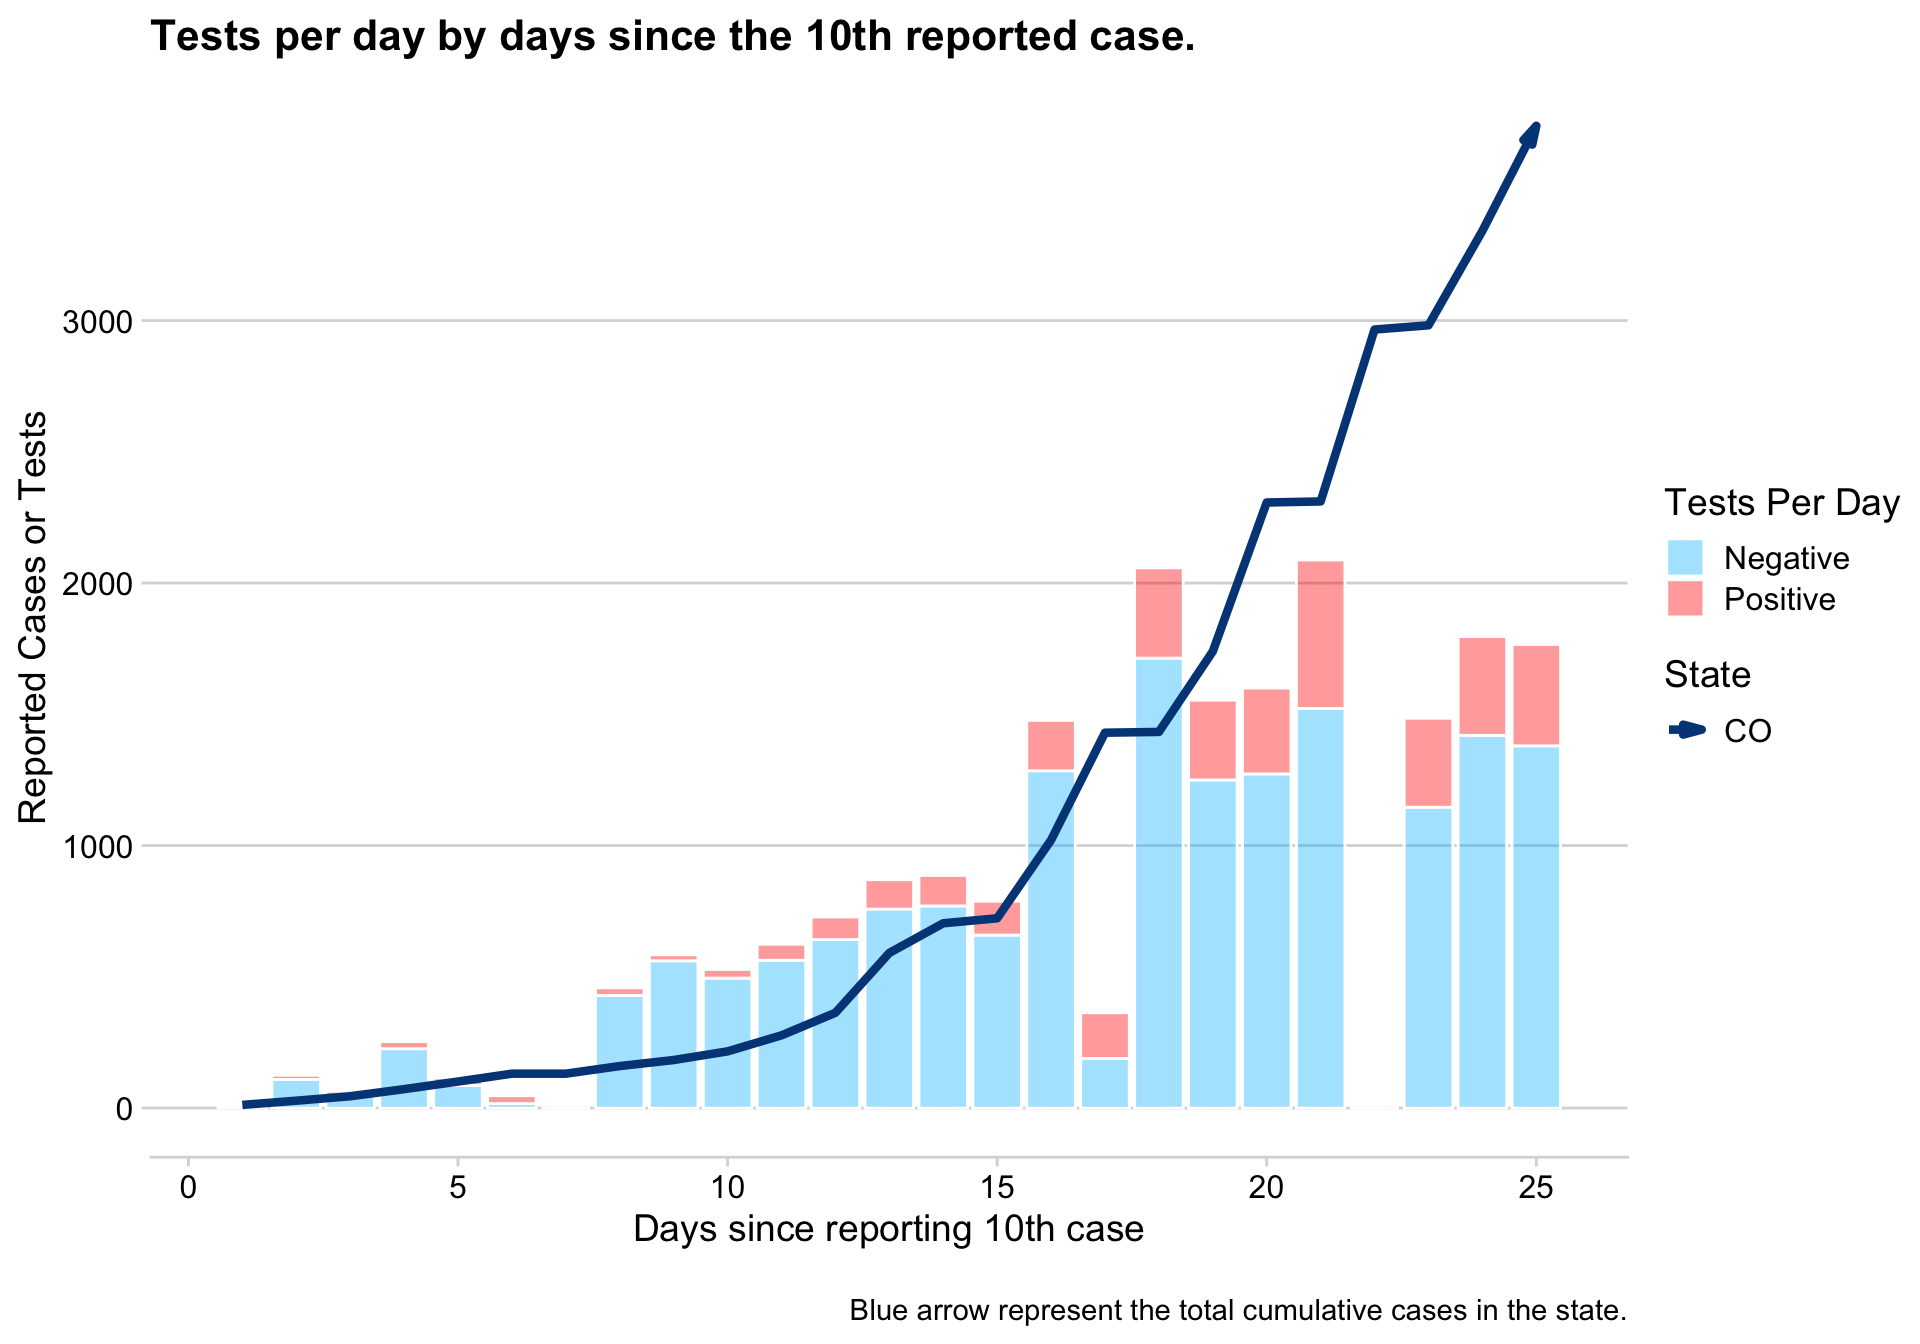 Tests per day by days since the 10th reported case.
Reported Cases or Tests
3000
2000
1000
0
0 5 10 15 20 25
Days since reporting 10th case
Tests Per Day
Negative
Positive
State
CO
Blue arrow represent the total cumulative cases in the state.